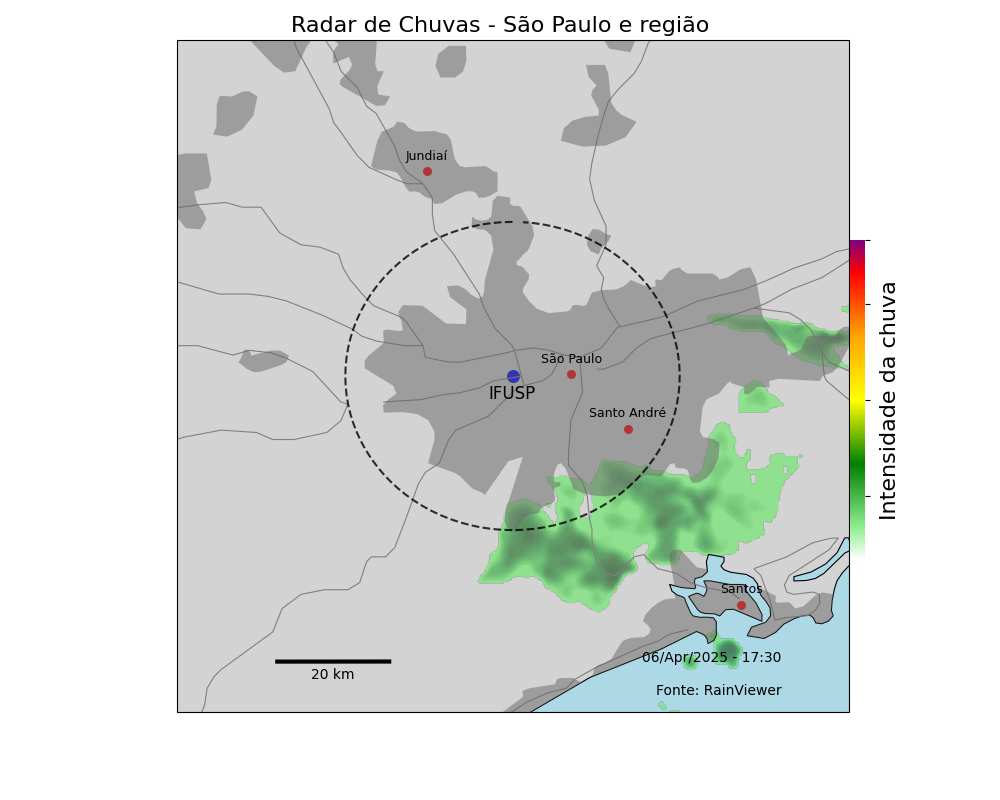 Radar de Chuvas - São Paulo e região
Jundiaí
São Paulo
IFUSP
Santo André
Santos
Intensidade da chuva
06/Apr/2025 - 17:30
20 km
Fonte: RainViewer